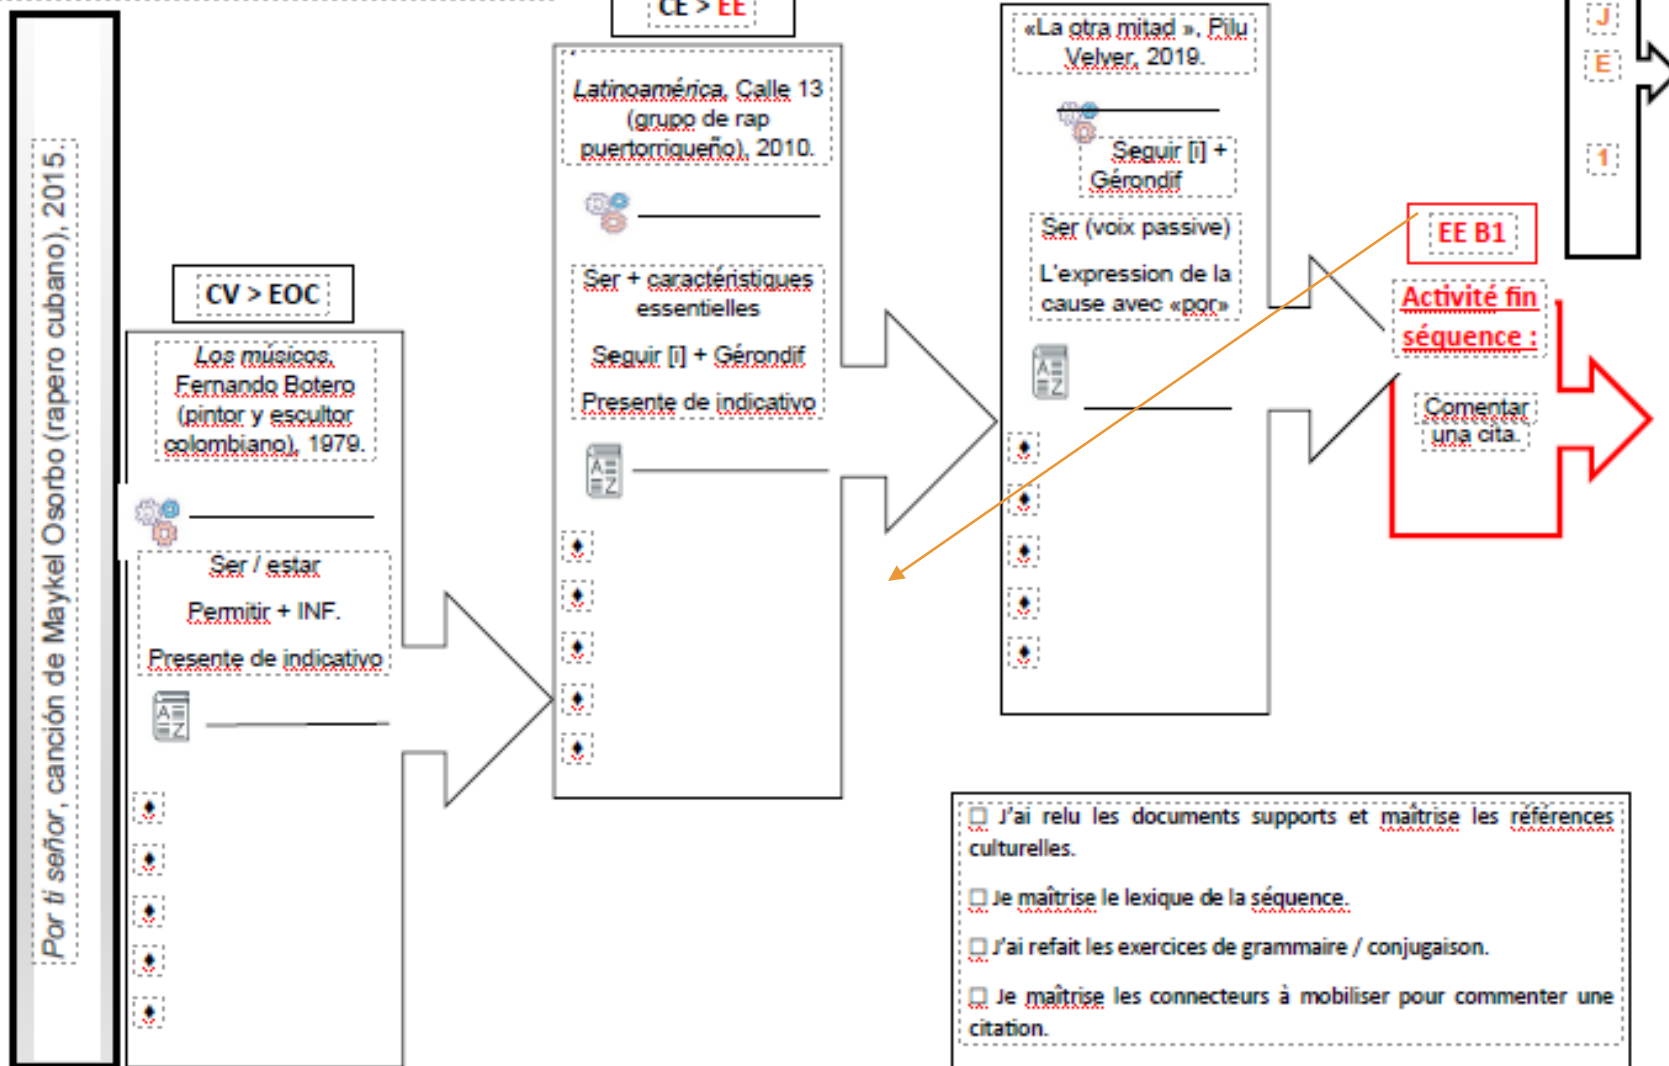 Por ti señor, canción de Maykel Osorbo (rapero cubano), 2015.
CV > EOC
Los músicos,
Fernando Botero
(pintor y escultor
colombiano), 1979.
Ser / estar
Permitir + INF.
Presente de indicativo
CE > EE
Latinoamérica, Calle 13
(grupo de rap
puertorriqueño), 2010.
Ser + caractéristiques
essentielles
Seguir [i] + Gérondif
Presente de indicativo
«La otra mitad », Pilu
Velver, 2019.
Seguir [i] +
Gérondif
Ser (voix passive)
L'expression de la
cause avec «por»
EE B1
Activité fin
séquence :
Comentar
una cita.
J
E
1
☐ J'ai relu les documents supports et maîtrise les références
culturelles.
☐ Je maîtrise le lexique de la séquence.
☐ J'ai refait les exercices de grammaire / conjugaison.
☐ Je maîtrise les connecteurs à mobiliser pour commenter une
citation.